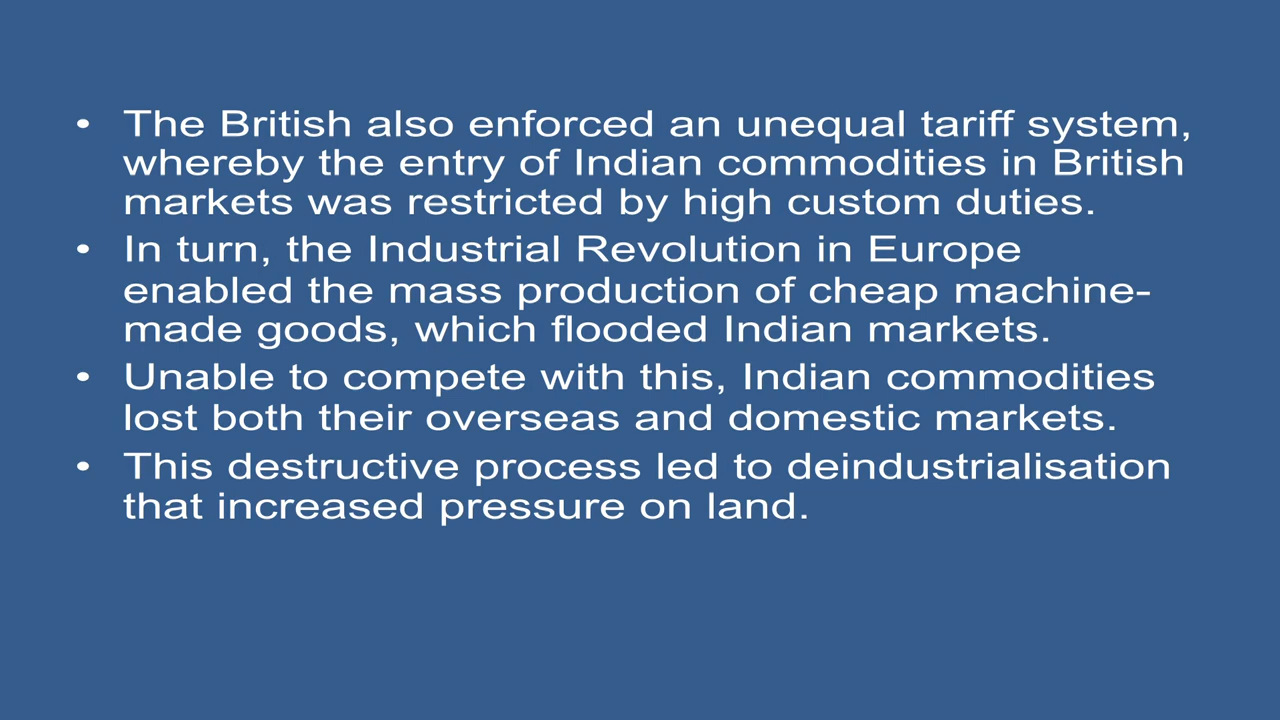 • The British also enforced an unequal tariff system,
whereby the entry of Indian commodities in British
markets was restricted by high custom duties.
• In turn, the Industrial Revolution in Europe
enabled the mass production of cheap machine-
made goods, which flooded Indian markets.
• Unable to compete with this, Indian commodities
lost both their overseas and domestic markets.
• This destructive process led to deindustrialisation
that increased pressure on land.